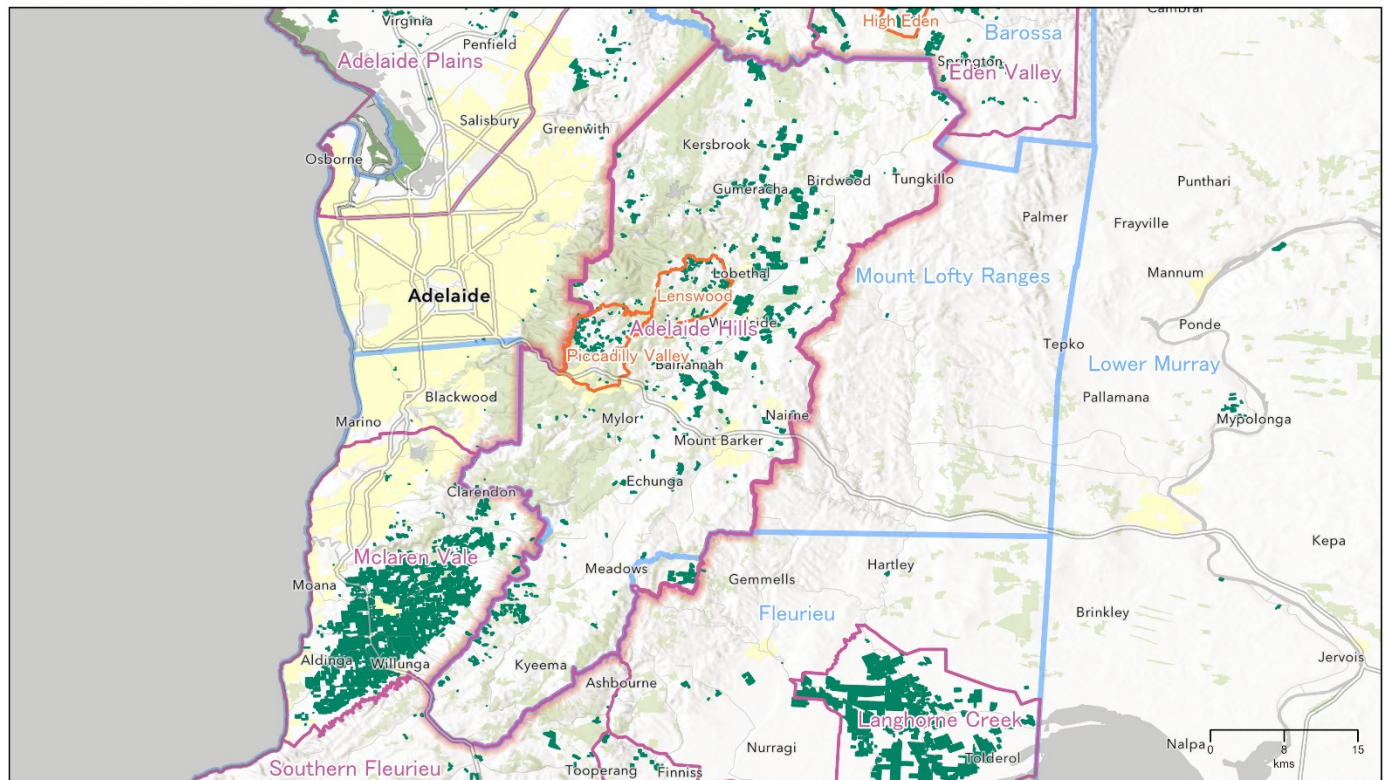 Virginia
High Eden
Cambrai
Penfield
Barossa
Adelaide Plains
Springton
Eden Valley
Salisbury
Greenwith
Kersbrook
Osborne
Gumeracha
Birdwood
Tungkillo
Punthari
Palmer
Frayville
Lobethal
Mount Lofty Ranges
Mannum
Adelaide
Lenswood
Adelaide Hills
Woodside
Ponde
Piccadilly Valley
Balhannah
Tepko
Lower Murray
Blackwood
Pallamana
Marino
Mylor
Nairne
Mypolonga
Mount Barker
Clarendon
Echunga
Kepa
Mclaren Vale
Meadows
Gemmells
Hartley
Moana
Fleurieu
Brinkley
Aldinga
Willunga
Kyeema
Jervois
Ashbourne
Langhorne Creek
Nurragi
Nalpa
0 8 15
kms
Tolderol
Southern Fleurieu
Tooperang
Finniss